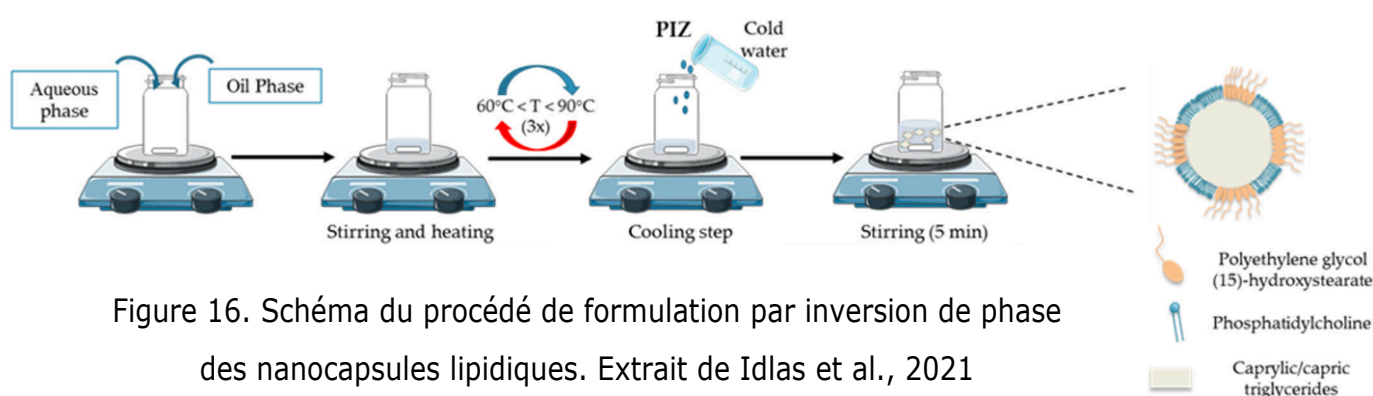 Aqueous
phase
Oil Phase
Stirring and heating
60°C < T < 90°C
(3x)
PIZ
Cold
water
Cooling step
Stirring (5 min)
Polyethylene glycol
(15)-hydroxystearate
Phosphatidylcholine
Caprylic/capric
triglycerides
Figure 16. Schéma du procédé de formulation par inversion de phase
des nanocapsules lipidiques. Extrait de Idlas et al., 2021